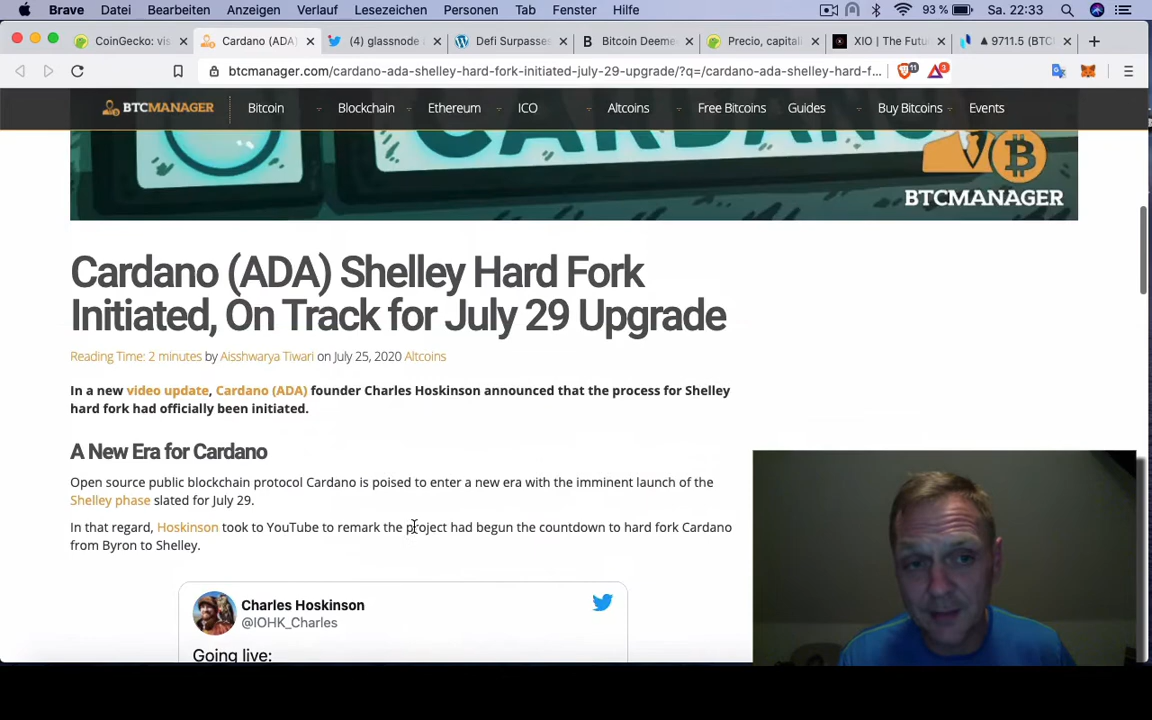 Brave Datei Bearbeiten Anzeigen Verlauf Lesezeichen Personen Tab Fenster Hilfe 93 % Sa. 22:33
CoinGecko: vis Cardano (ADA) (4) glassnode Defi Surpasses B Bitcoin Deeme Precio, capital XIO | The Futu ▲ 9711.5 (BTC
btcmanager.com/cardano-ada-shelley-hard-fork-initiated-july-29-upgrade/?q=/cardano-ada-shelley-hard-f... 11 3
BTCMANAGER Bitcoin Blockchain Ethereum ICO Altcoins Free Bitcoins Guides Buy Bitcoins Events
CARDANO
BTCMANAGER
Cardano (ADA) Shelley Hard Fork
Initiated, On Track for July 29 Upgrade
Reading Time: 2 minutes by Aisshwarya Tiwari on July 25, 2020 Altcoins
In a new video update, Cardano (ADA) founder Charles Hoskinson announced that the process for Shelley
hard fork had officially been initiated.
A New Era for Cardano
Open source public blockchain protocol Cardano is poised to enter a new era with the imminent launch of the
Shelley phase slated for July 29.
In that regard, Hoskinson took to YouTube to remark the project had begun the countdown to hard fork Cardano
from Byron to Shelley.
Charles Hoskinson
@IOHK_Charles
Going live: